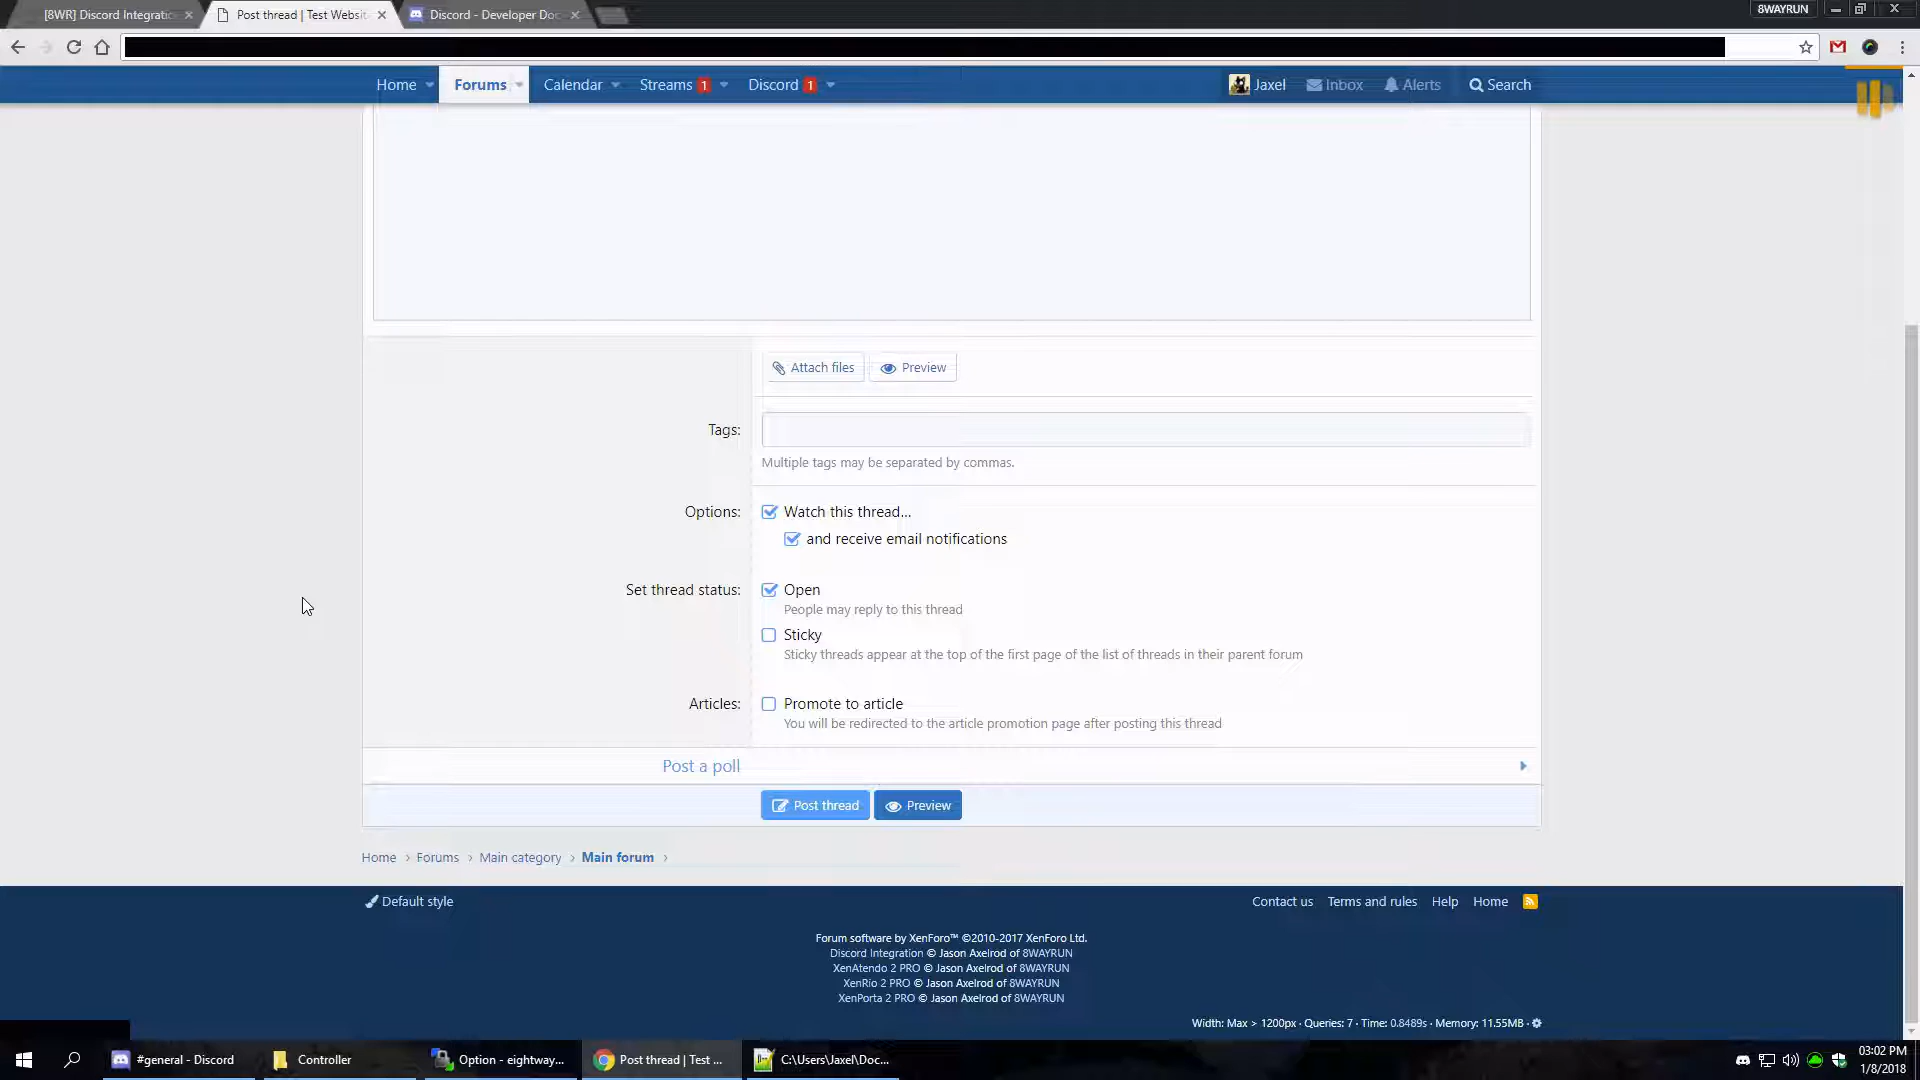 [8WR] Discord Integratio
Post thread | Test Websit
Discord - Developer Doc
8WAYRUN
Home Forums Calendar Streams 1 Discord 1 Jaxel Inbox Alerts Search
Attach files Preview
Tags:
Multiple tags may be separated by commas.
Options: Watch this thread...
and receive email notifications
Set thread status: Open
People may reply to this thread
Sticky
Sticky threads appear at the top of the first page of the list of threads in their parent forum
Articles: Promote to article
You will be redirected to the article promotion page after posting this thread
Post a poll
Post thread Preview
Home › Forums › Main category › Main forum ›
Default style Contact us Terms and rules Help Home
Forum software by XenForo™ ©2010-2017 XenForo Ltd.
Discord Integration © Jason Axelrod of 8WAYRUN
XenAtendo 2 PRO © Jason Axelrod of 8WAYRUN
XenRio 2 PRO © Jason Axelrod of 8WAYRUN
XenPorta 2 PRO © Jason Axelrod of 8WAYRUN
Width: Max > 1200px · Queries: 7 · Time: 0.8489s · Memory: 11.55MB ·
#general - Discord Controller Option - eightway... Post thread | Test ... C:\Users\Jaxel\Doc...
03:02 PM
1/8/2018